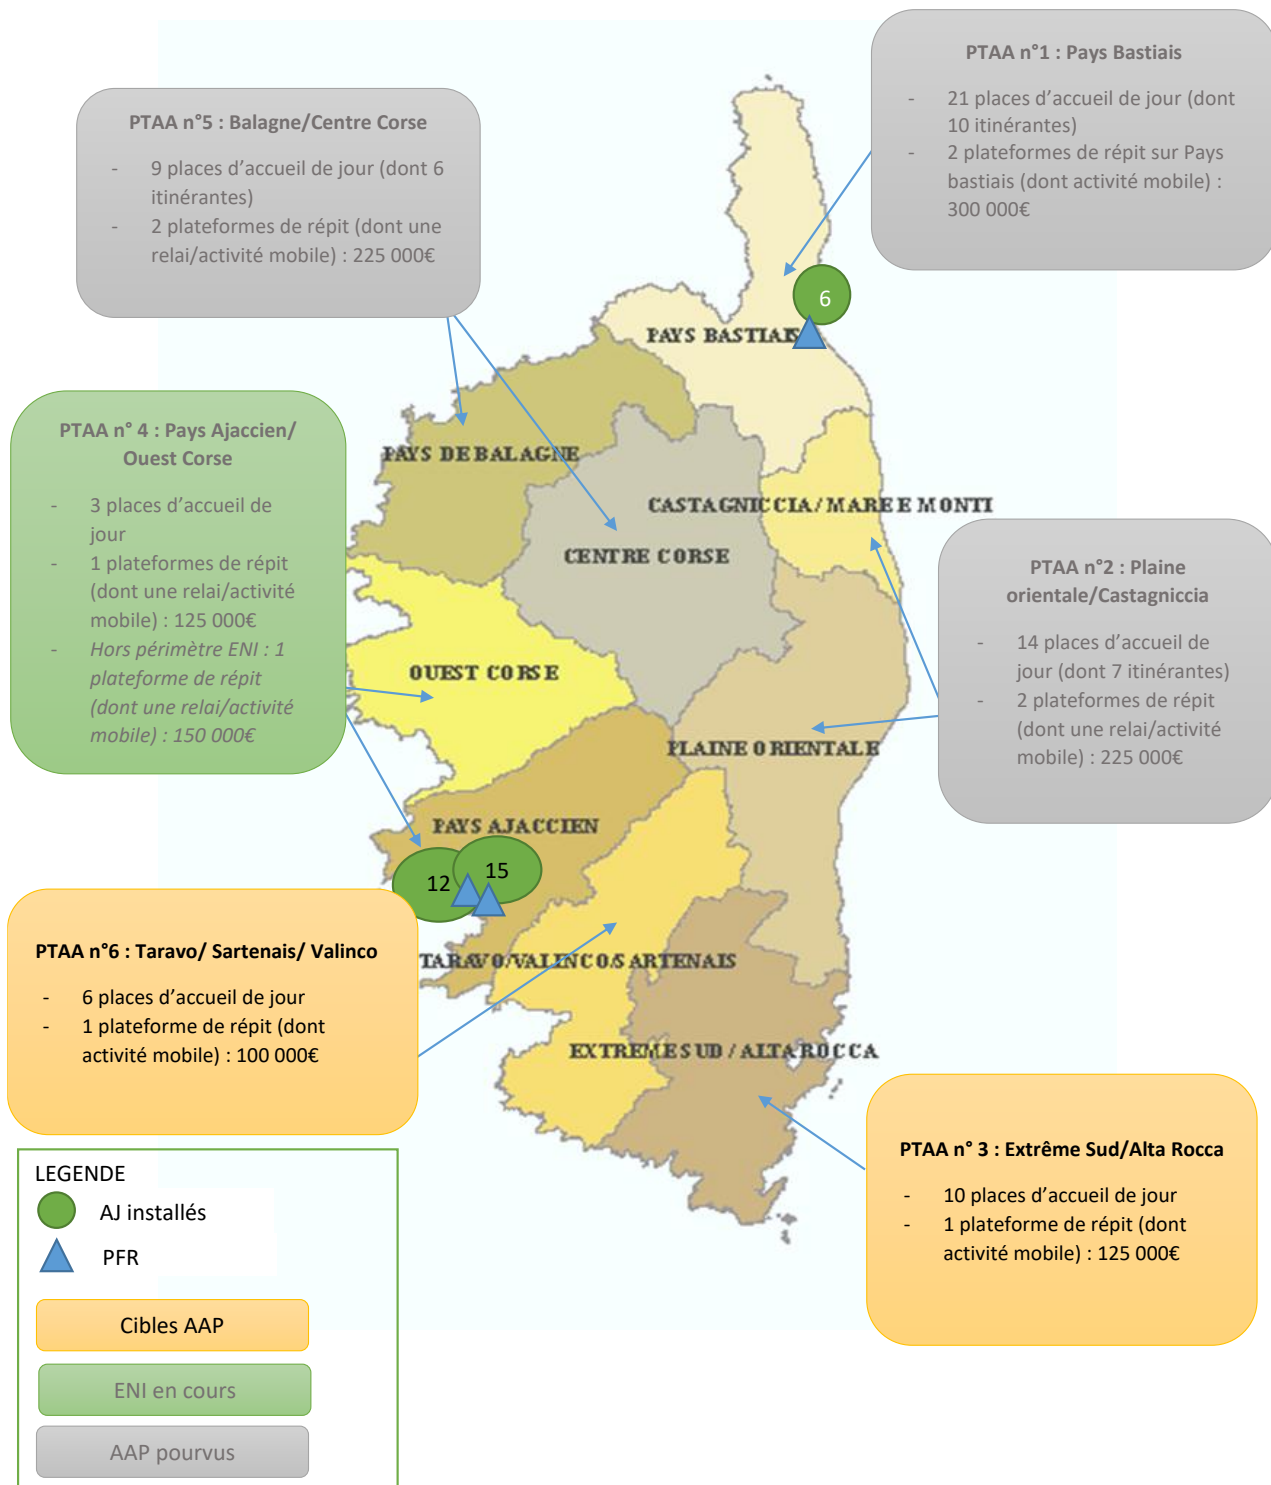 PTAA n°1 : Pays Bastiais
- 21 places d'accueil de jour (dont
10 itinérantes)
- 2 plateformes de répit sur Pays
bastiais (dont activité mobile) :
300 000€
PTAA n°5 : Balagne/Centre Corse
- 9 places d'accueil de jour (dont 6
itinérantes)
- 2 plateformes de répit (dont une
relai/activité mobile) : 225 000€
6
PAYS BASTIAIS
PTAA n° 4 : Pays Ajaccien/
Ouest Corse
- 3 places d'accueil de
jour
- 1 plateformes de répit
(dont une relai/activité
mobile) : 125 000€
- Hors périmètre ENI : 1
plateforme de répit
(dont une relai/activité
mobile) : 150 000€
PAYS DE BALAGNE
CASTAGNICCIA / MARE E MONTI
CENTRE CORSE
PTAA n°2 : Plaine
orientale/Castagniccia
- 14 places d'accueil de
jour (dont 7 itinérantes)
- 2 plateformes de répit
(dont une relai/activité
mobile) : 225 000€
OUEST CORSE
PLAINE ORIENTALE
PAYS AJACCIEN
12
15
PTAA n°6 : Taravo/ Sartenais/ Valinco
- 6 places d'accueil de jour
- 1 plateforme de répit (dont
activité mobile) : 100 000€
TARAVO/VALINCO/SARTENAIS
EXTREME SUD / ALTA ROCCA
PTAA n° 3 : Extrême Sud/Alta Rocca
- 10 places d'accueil de jour
- 1 plateforme de répit (dont
activité mobile) : 125 000€
LEGENDE
AJ installés
PFR
Cibles AAP
ENI en cours
AAP pourvus